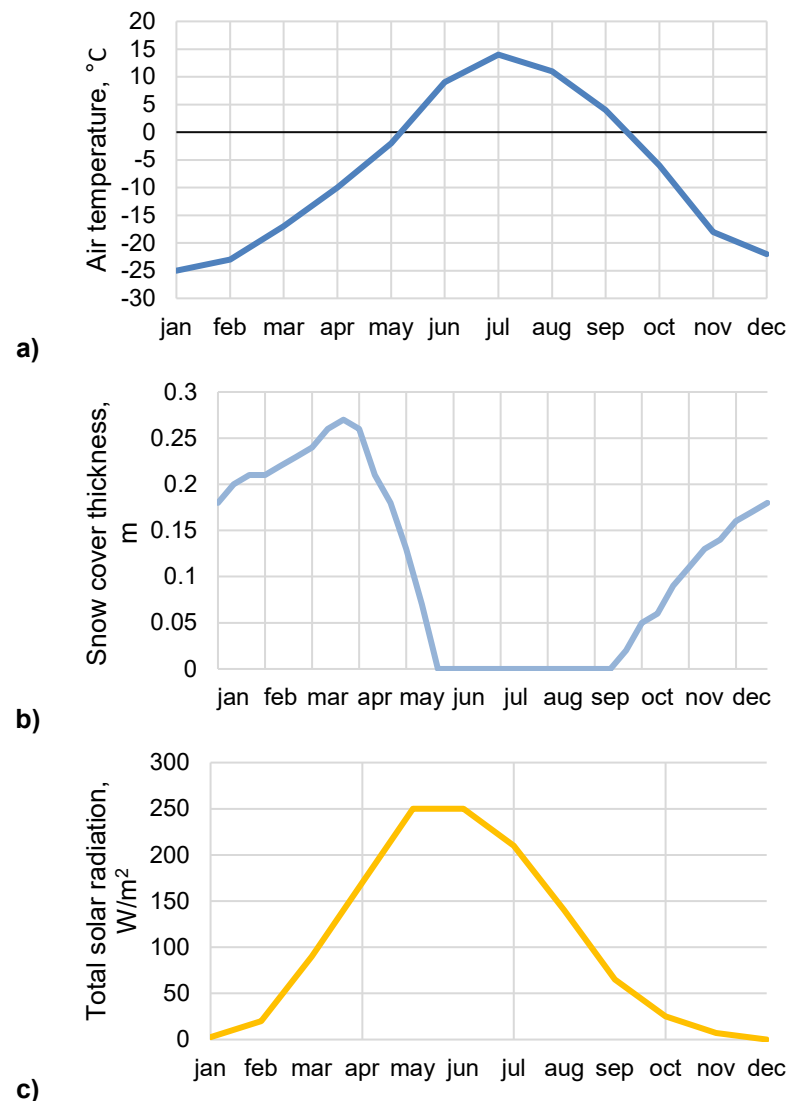 Air temperature, °C
20
15
10
5
0
-5
-10
-15
-20
-25
-30
jan feb mar apr may jun jul aug sep oct nov dec
a)
Snow cover thickness,
m
0.3
0.25
0.2
0.15
0.1
0.05
0
jan feb mar apr may jun jul aug sep oct nov dec
b)
Total solar radiation,
W/m²
300
250
200
150
100
50
0
jan feb mar apr may jun jul aug sep oct nov dec
c)